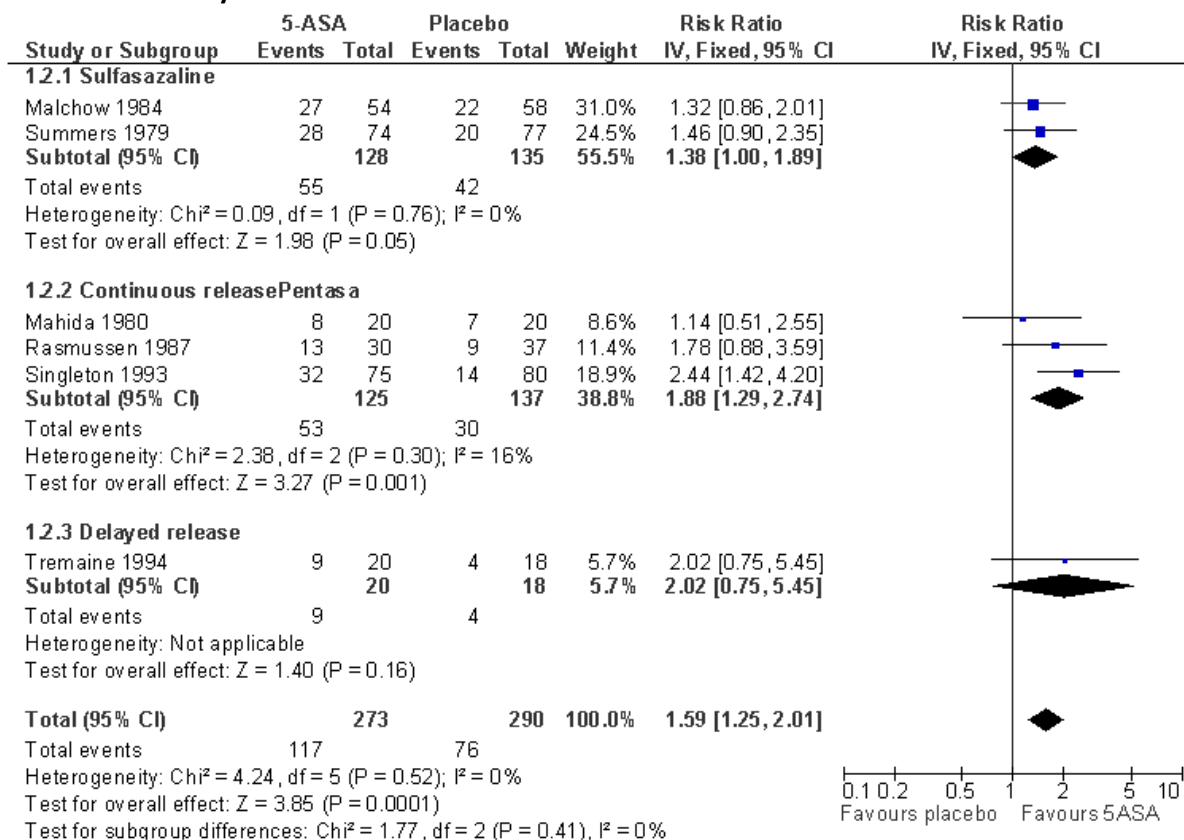 5-ASA Placebo Risk Ratio Risk Ratio
Study or Subgroup Events Total Events Total Weight IV, Fixed, 95% CI IV, Fixed, 95% CI
1.2.1 Sulfasazaline
Malchow 1984 27 54 22 58 31.0% 1.32 [0.86, 2.01]
Summers 1979 28 74 20 77 24.5% 1.46 [0.90, 2.35]
Subtotal (95% CI) 128 135 55.5% 1.38 [1.00, 1.89]
Total events 55 42
Heterogeneity: Chi² = 0.09, df = 1 (P = 0.76); I² = 0%
Test for overall effect: Z = 1.98 (P = 0.05)
1.2.2 Continuous releasePentasa
Mahida 1980 8 20 7 20 8.6% 1.14 [0.51, 2.55]
Rasmussen 1987 13 30 9 37 11.4% 1.78 [0.88, 3.59]
Singleton 1993 32 75 14 80 18.9% 2.44 [1.42, 4.20]
Subtotal (95% CI) 125 137 38.8% 1.88 [1.29, 2.74]
Total events 53 30
Heterogeneity: Chi² = 2.38, df = 2 (P = 0.30); I² = 16%
Test for overall effect: Z = 3.27 (P = 0.001)
1.2.3 Delayed release
Tremaine 1994 9 20 4 18 5.7% 2.02 [0.75, 5.45]
Subtotal (95% CI) 20 18 5.7% 2.02 [0.75, 5.45]
Total events 9 4
Heterogeneity: Not applicable
Test for overall effect: Z = 1.40 (P = 0.16)
Total (95% CI) 273 290 100.0% 1.59 [1.25, 2.01]
Total events 117 76
Heterogeneity: Chi² = 4.24, df = 5 (P = 0.52); I² = 0%
Test for overall effect: Z = 3.85 (P = 0.0001)
Test for subgroup differences: Chi² = 1.77, df = 2 (P = 0.41), I² = 0%
0.1 0.2 0.5 1 2 5 10
Favours placebo Favours 5ASA